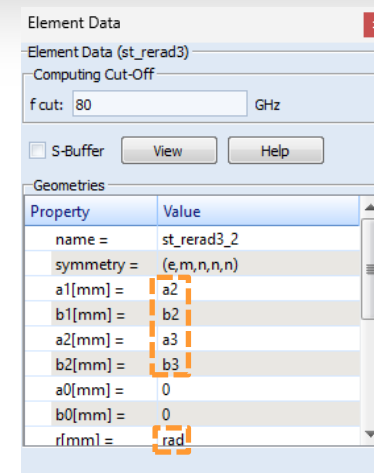 Element Data
Element Data (st_rerad3)
Computing Cut-Off
f cut: 80 GHz
S-Buffer View Help
Geometries
Property Value
name = st_rerad3_2
symmetry = (e,m,n,n,n)
a1[mm] = a2
b1[mm] = b2
a2[mm] = a3
b2[mm] = b3
a0[mm] = 0
b0[mm] = 0
r[mm] = rad